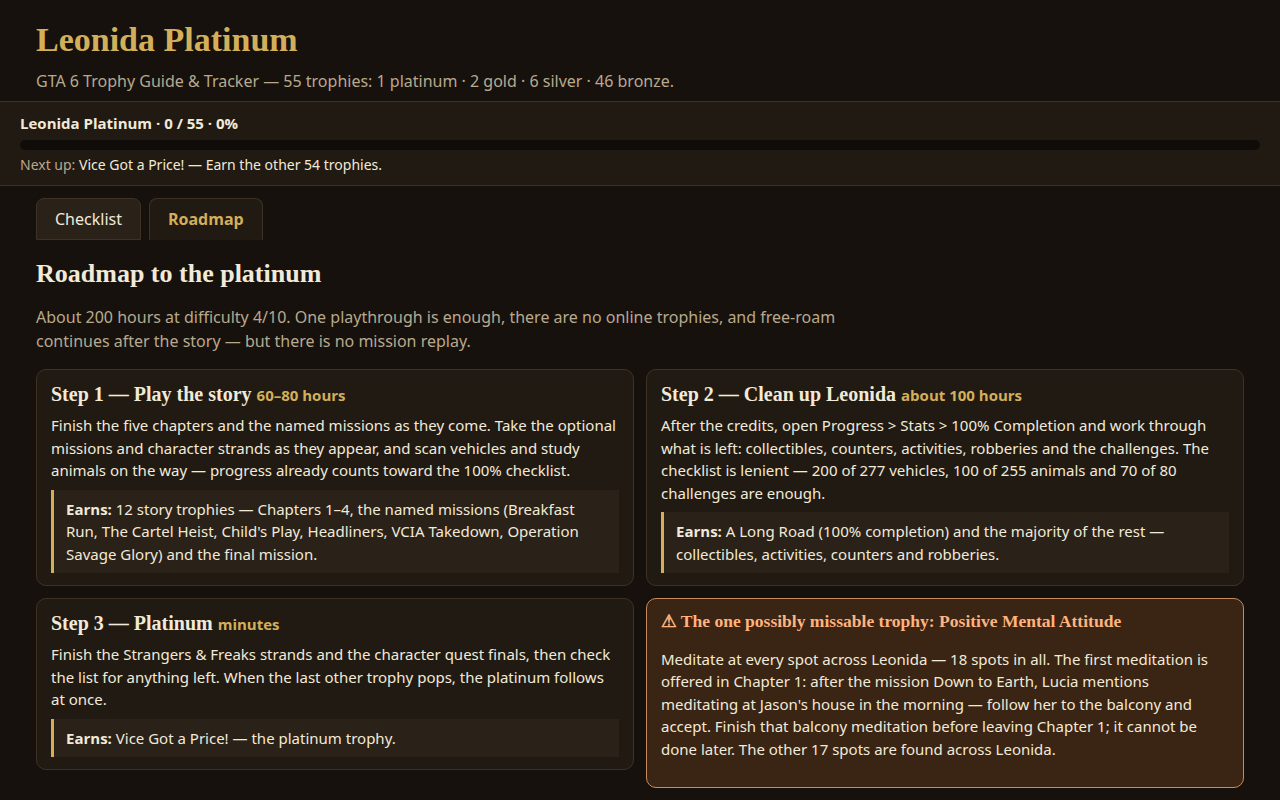 Leonida Platinum
GTA 6 Trophy Guide & Tracker — 55 trophies: 1 platinum · 2 gold · 6 silver · 46 bronze.
Leonida Platinum · 0 / 55 · 0%
Next up: Vice Got a Price! — Earn the other 54 trophies.
Checklist
Roadmap
Roadmap to the platinum
About 200 hours at difficulty 4/10. One playthrough is enough, there are no online trophies, and free-roam
continues after the story — but there is no mission replay.
Step 1 — Play the story 60–80 hours
Finish the five chapters and the named missions as they come. Take the optional
missions and character strands as they appear, and scan vehicles and study
animals on the way — progress already counts toward the 100% checklist.
Earns: 12 story trophies — Chapters 1–4, the named missions (Breakfast
Run, The Cartel Heist, Child's Play, Headliners, VCIA Takedown, Operation
Savage Glory) and the final mission.
Step 2 — Clean up Leonida about 100 hours
After the credits, open Progress > Stats > 100% Completion and work through
what is left: collectibles, counters, activities, robberies and the challenges. The
checklist is lenient — 200 of 277 vehicles, 100 of 255 animals and 70 of 80
challenges are enough.
Earns: A Long Road (100% completion) and the majority of the rest —
collectibles, activities, counters and robberies.
Step 3 — Platinum minutes
Finish the Strangers & Freaks strands and the character quest finals, then check
the list for anything left. When the last other trophy pops, the platinum follows
at once.
Earns: Vice Got a Price! — the platinum trophy.
⚠ The one possibly missable trophy: Positive Mental Attitude
Meditate at every spot across Leonida — 18 spots in all. The first meditation is
offered in Chapter 1: after the mission Down to Earth, Lucia mentions
meditating at Jason's house in the morning — follow her to the balcony and
accept. Finish that balcony meditation before leaving Chapter 1; it cannot be
done later. The other 17 spots are found across Leonida.